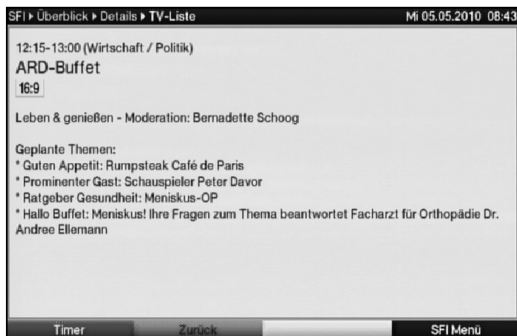 SFI ▸ Überblick ▸ Details ▸ TV-Liste Mi 05.05.2010 08:43
12:15-13:00 (Wirtschaft / Politik)
ARD-Buffet
16:9
Leben & genießen - Moderation: Bernadette Schoog
Geplante Themen:
* Guten Appetit: Rumpsteak Café de Paris
* Prominenter Gast: Schauspieler Peter Davor
* Ratgeber Gesundheit: Meniskus-OP
* Hallo Buffet: Meniskus! Ihre Fragen zum Thema beantwortet Facharzt für Orthopädie Dr.
Andree Ellemann
Timer Zurück SFI Menü